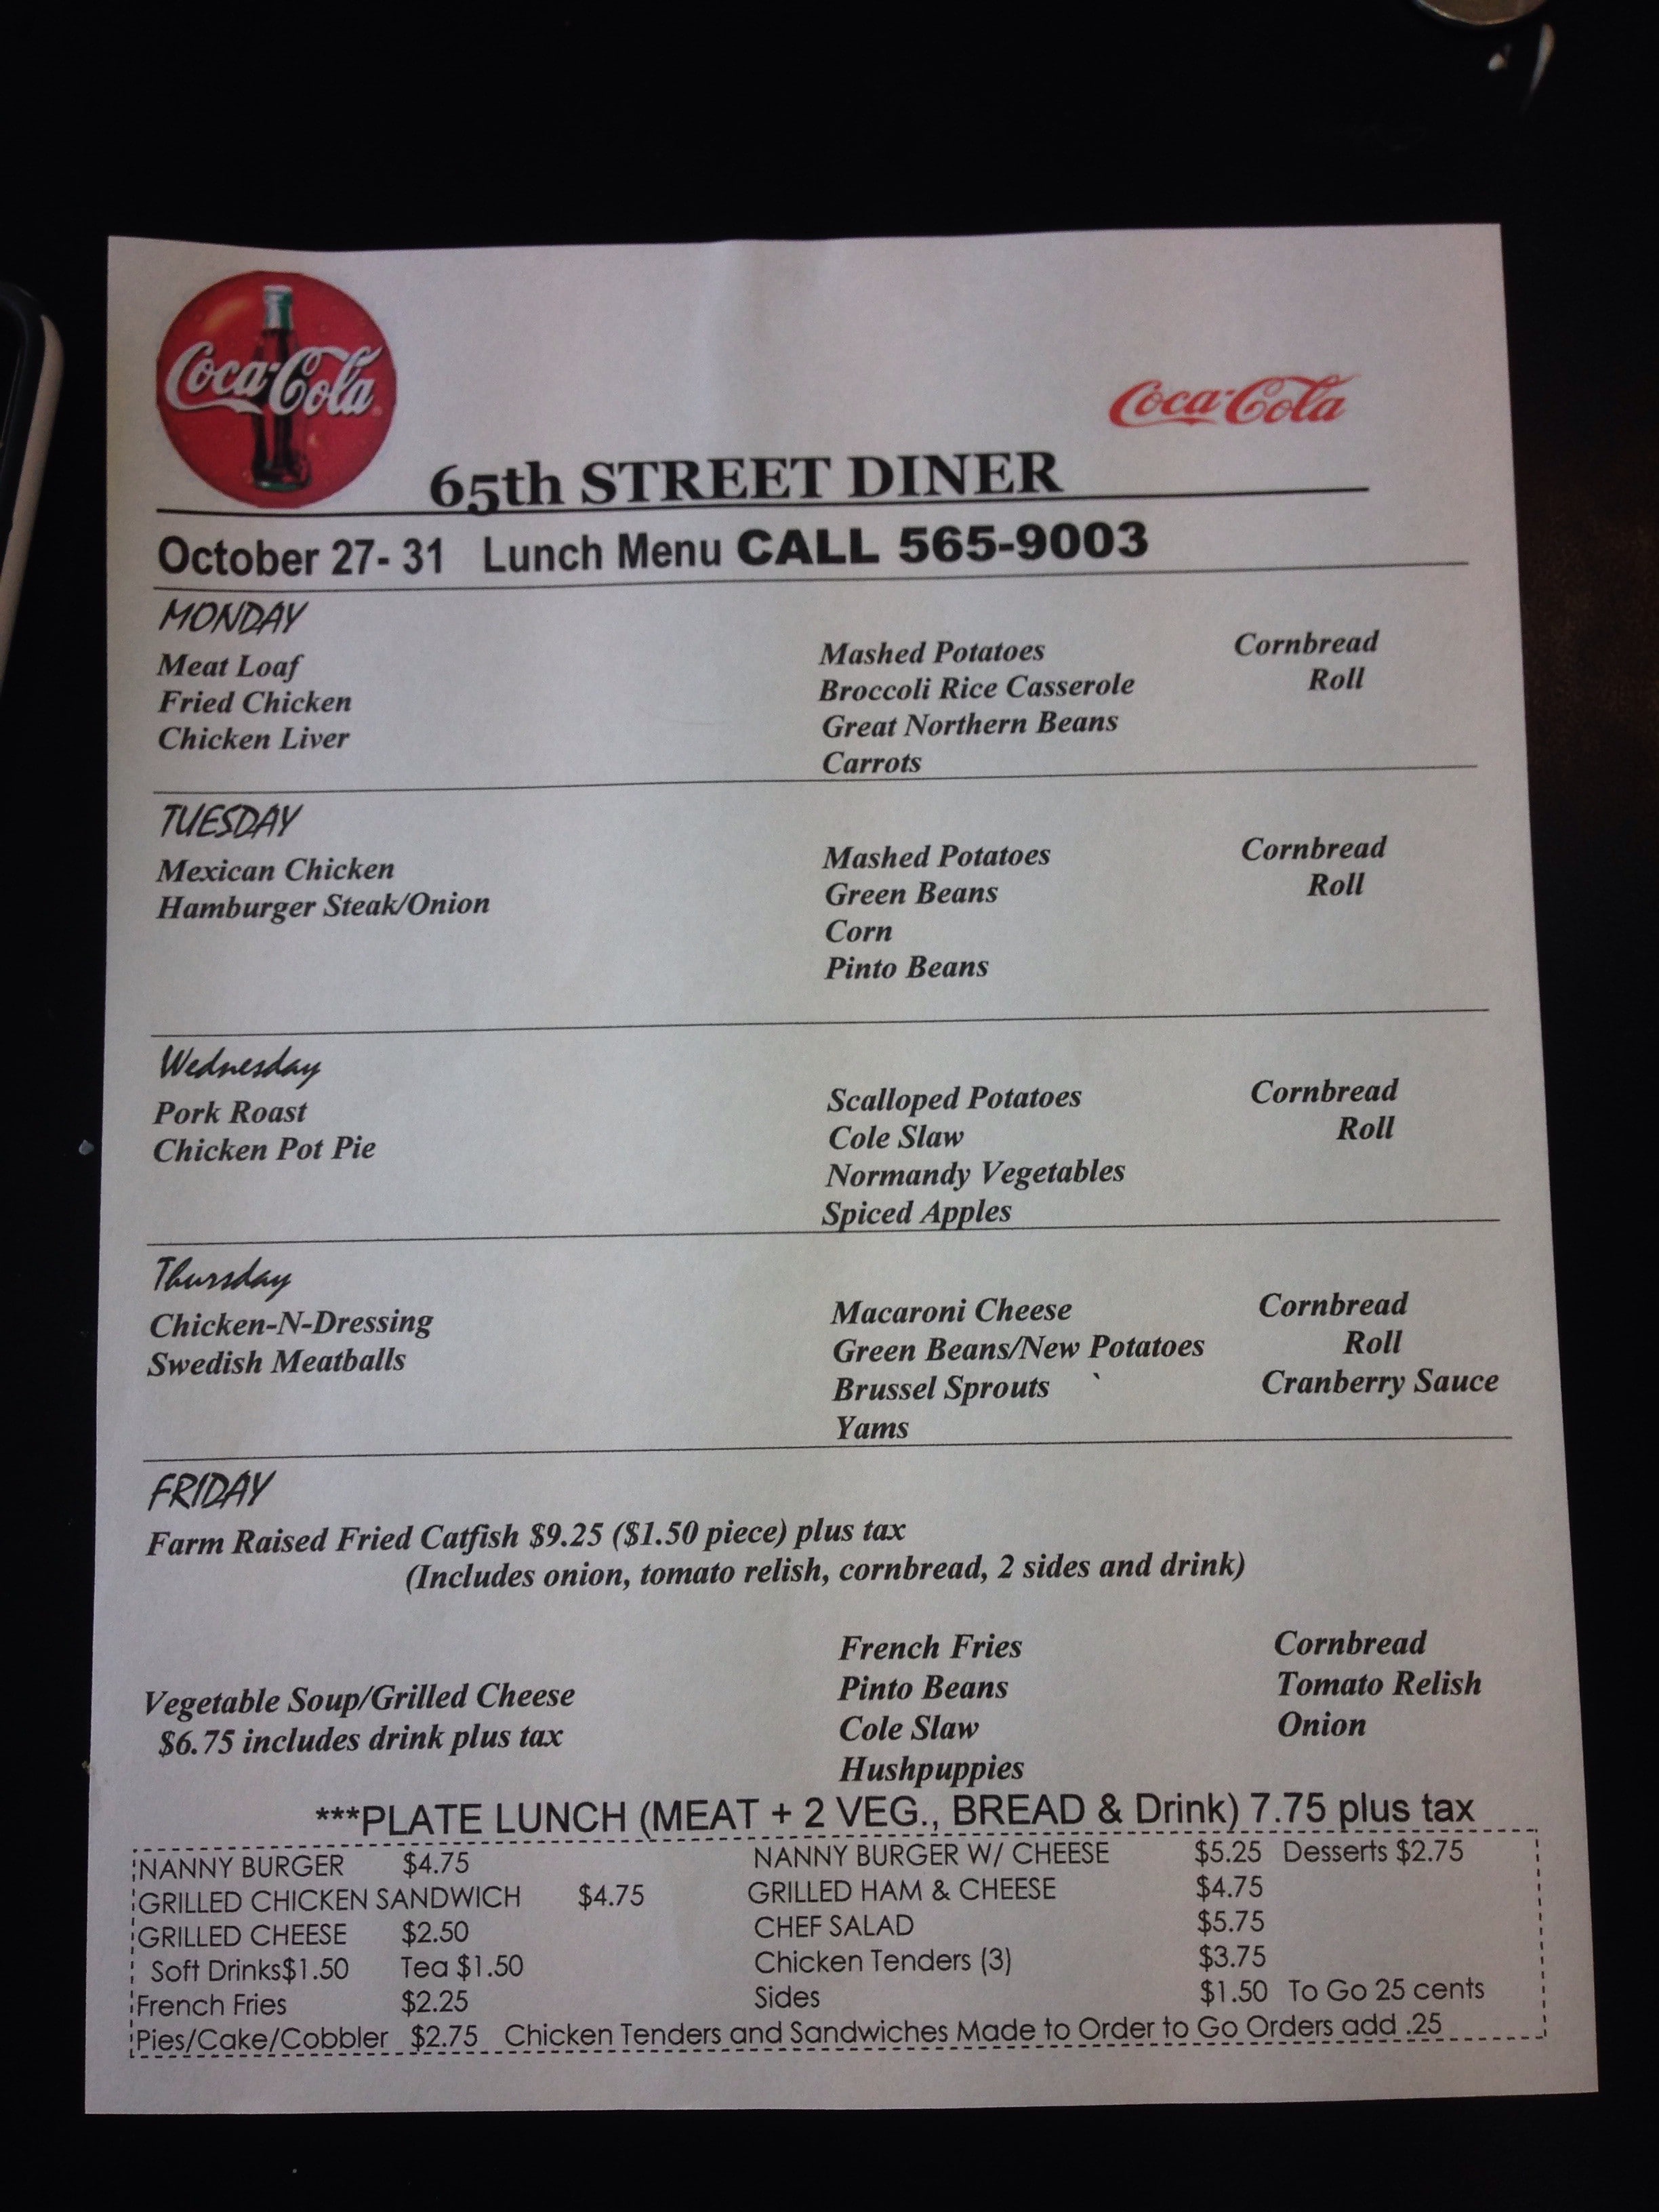 Coca-Cola
Coca-Cola
65th STREET DINER
October 27- 31 Lunch Menu CALL 565-9003
MONDAY
Meat Loaf Mashed Potatoes Cornbread
Fried Chicken Broccoli Rice Casserole Roll
Chicken Liver Great Northern Beans
Carrots
TUESDAY
Mexican Chicken Mashed Potatoes Cornbread
Hamburger Steak/Onion Green Beans Roll
Corn
Pinto Beans
Wednesday
Pork Roast Scalloped Potatoes Cornbread
Chicken Pot Pie Cole Slaw Roll
Normandy Vegetables
Spiced Apples
Thursday
Chicken-N-Dressing Macaroni Cheese Cornbread
Swedish Meatballs Green Beans/New Potatoes Roll
Brussel Sprouts ` Cranberry Sauce
Yams
FRIDAY
Farm Raised Fried Catfish $9.25 ($1.50 piece) plus tax
(Includes onion, tomato relish, cornbread, 2 sides and drink)
French Fries Cornbread
Vegetable Soup/Grilled Cheese Pinto Beans Tomato Relish
$6.75 includes drink plus tax Cole Slaw Onion
Hushpuppies
***PLATE LUNCH (MEAT + 2 VEG., BREAD & Drink) 7.75 plus tax
NANNY BURGER $4.75 NANNY BURGER W/ CHEESE $5.25 Desserts $2.75
GRILLED CHICKEN SANDWICH $4.75 GRILLED HAM & CHEESE $4.75
GRILLED CHEESE $2.50 CHEF SALAD $5.75
Soft Drinks$1.50 Tea $1.50 Chicken Tenders (3) $3.75
French Fries $2.25 Sides $1.50 To Go 25 cents
Pies/Cake/Cobbler $2.75 Chicken Tenders and Sandwiches Made to Order to Go Orders add .25